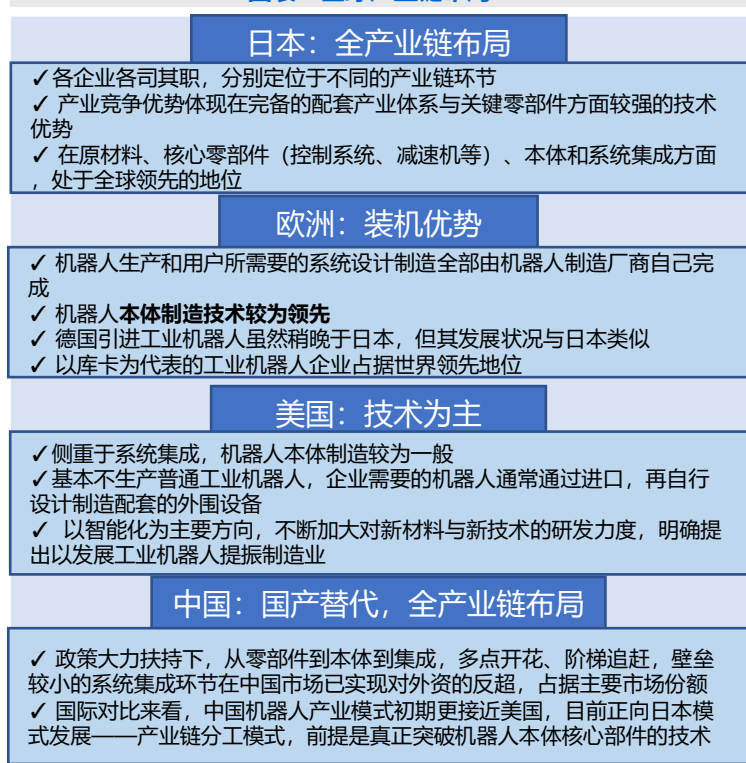 日本：全产业链布局
✓各企业各司其职，分别定位于不同的产业链环节
✓ 产业竞争优势体现在完备的配套产业体系与关键零部件方面较强的技术
优势
✓ 在原材料、核心零部件（控制系统、减速机等）、本体和系统集成方面
，处于全球领先的地位
欧洲：装机优势
✓ 机器人生产和用户所需要的系统设计制造全部由机器人制造厂商自己完
成
✓ 机器人本体制造技术较为领先
✓ 德国引进工业机器人虽然稍晚于日本，但其发展状况与日本类似
✓ 以库卡为代表的工业机器人企业占据世界领先地位
美国：技术为主
✓侧重于系统集成，机器人本体制造较为一般
✓基本不生产普通工业机器人，企业需要的机器人通常通过进口，再自行
设计制造配套的外围设备
✓ 以智能化为主要方向，不断加大对新材料与新技术的研发力度，明确提
出以发展工业机器人提振制造业
中国：国产替代，全产业链布局
✓ 政策大力扶持下，从零部件到本体到集成，多点开花、阶梯追赶，壁垒
较小的系统集成环节在中国市场已实现对外资的反超，占据主要市场份额
✓ 国际对比来看，中国机器人产业模式初期更接近美国，目前正向日本模
式发展——产业链分工模式，前提是真正突破机器人本体核心部件的技术